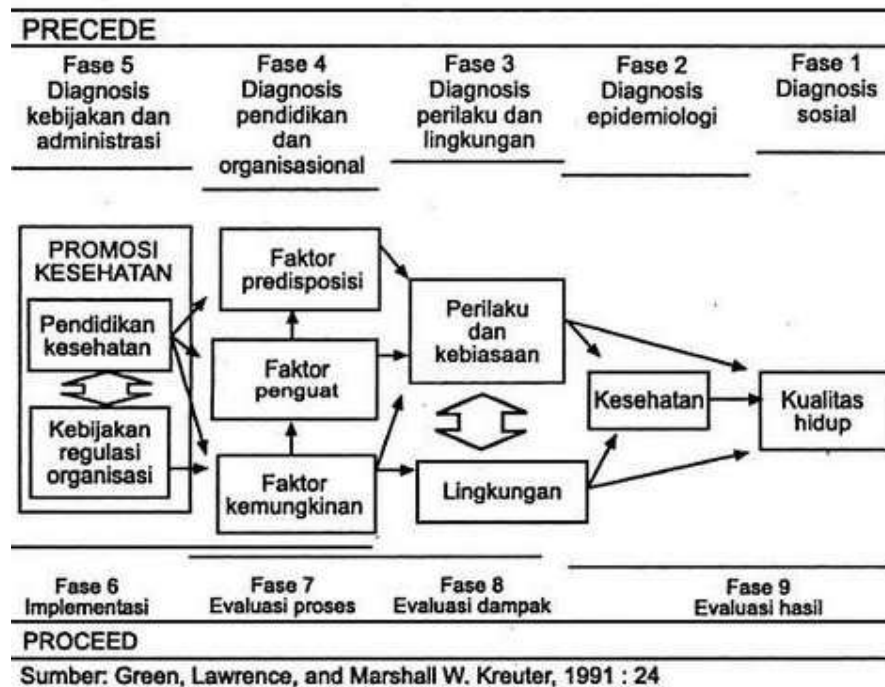 PRECEDE
Fase 5
Diagnosis
kebijakan dan
administrasi
Fase 4
Diagnosis
pendidikan
dan
organisasional
Fase 3
Diagnosis
perilaku dan
lingkungan
Fase 2
Diagnosis
epidemiologi
Fase 1
Diagnosis
sosial
PROMOSI
KESEHATAN
Pendidikan
kesehatan
Kebijakan
regulasi
organisasi
Faktor
predisposisi
Faktor
penguat
Faktor
kemungkinan
Perilaku
dan
kebiasaan
Lingkungan
Kesehatan
Kualitas
hidup
Fase 6
Implementasi
Fase 7
Evaluasi proses
Fase 8
Evaluasi dampak
Fase 9
Evaluasi hasil
PROCEED
Sumber: Green, Lawrence, and Marshall W. Kreuter, 1991 : 24